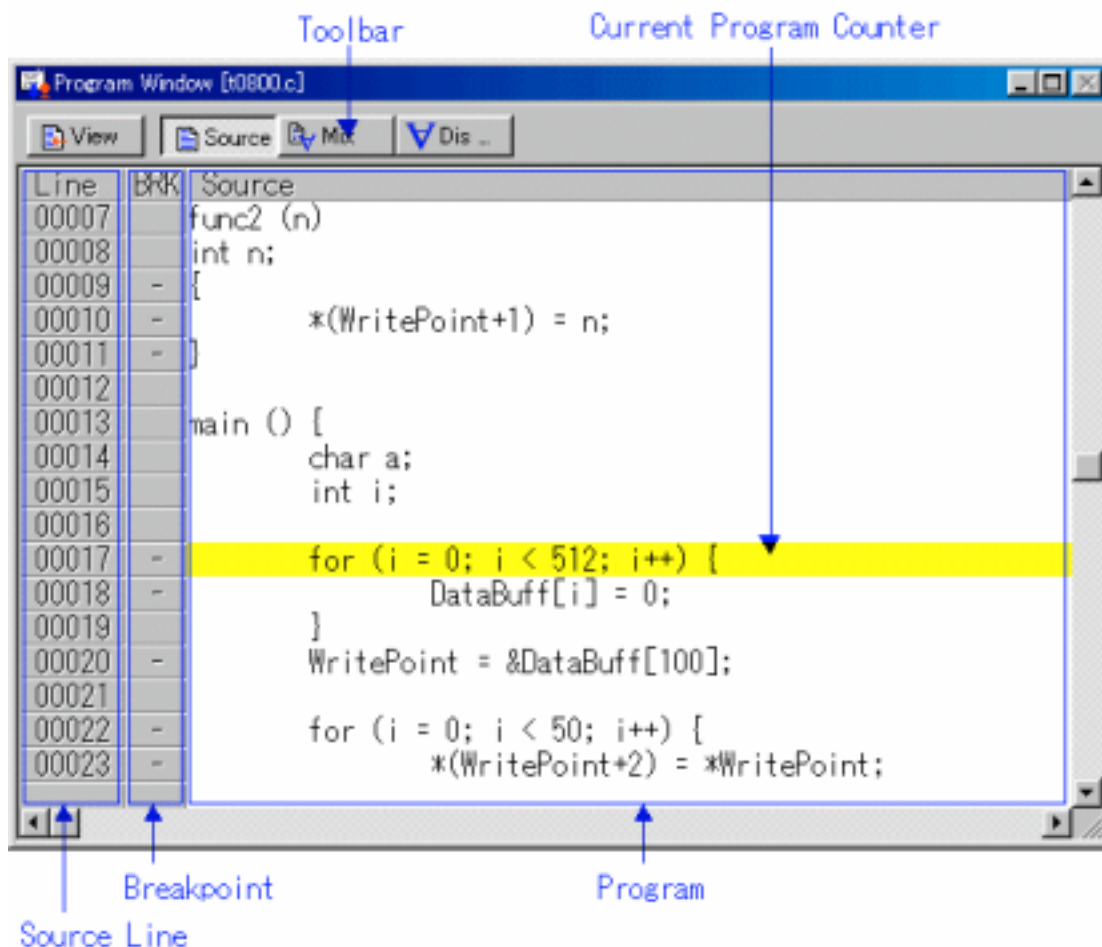 Toolbar
Current Program Counter
Program Window [t0800.c]
View Source Mix Dis ...
Line BRK Source
00007 func2 (n)
00008 int n;
00009 - {
00010 - *(WritePoint+1) = n;
00011 - }
00012
00013 main () {
00014 char a;
00015 int i;
00016
00017 - for (i = 0; i < 512; i++) {
00018 - DataBuff[i] = 0;
00019 }
00020 - WritePoint = &DataBuff[100];
00021
00022 - for (i = 0; i < 50; i++) {
00023 - *(WritePoint+2) = *WritePoint;
Breakpoint
Program
Source Line